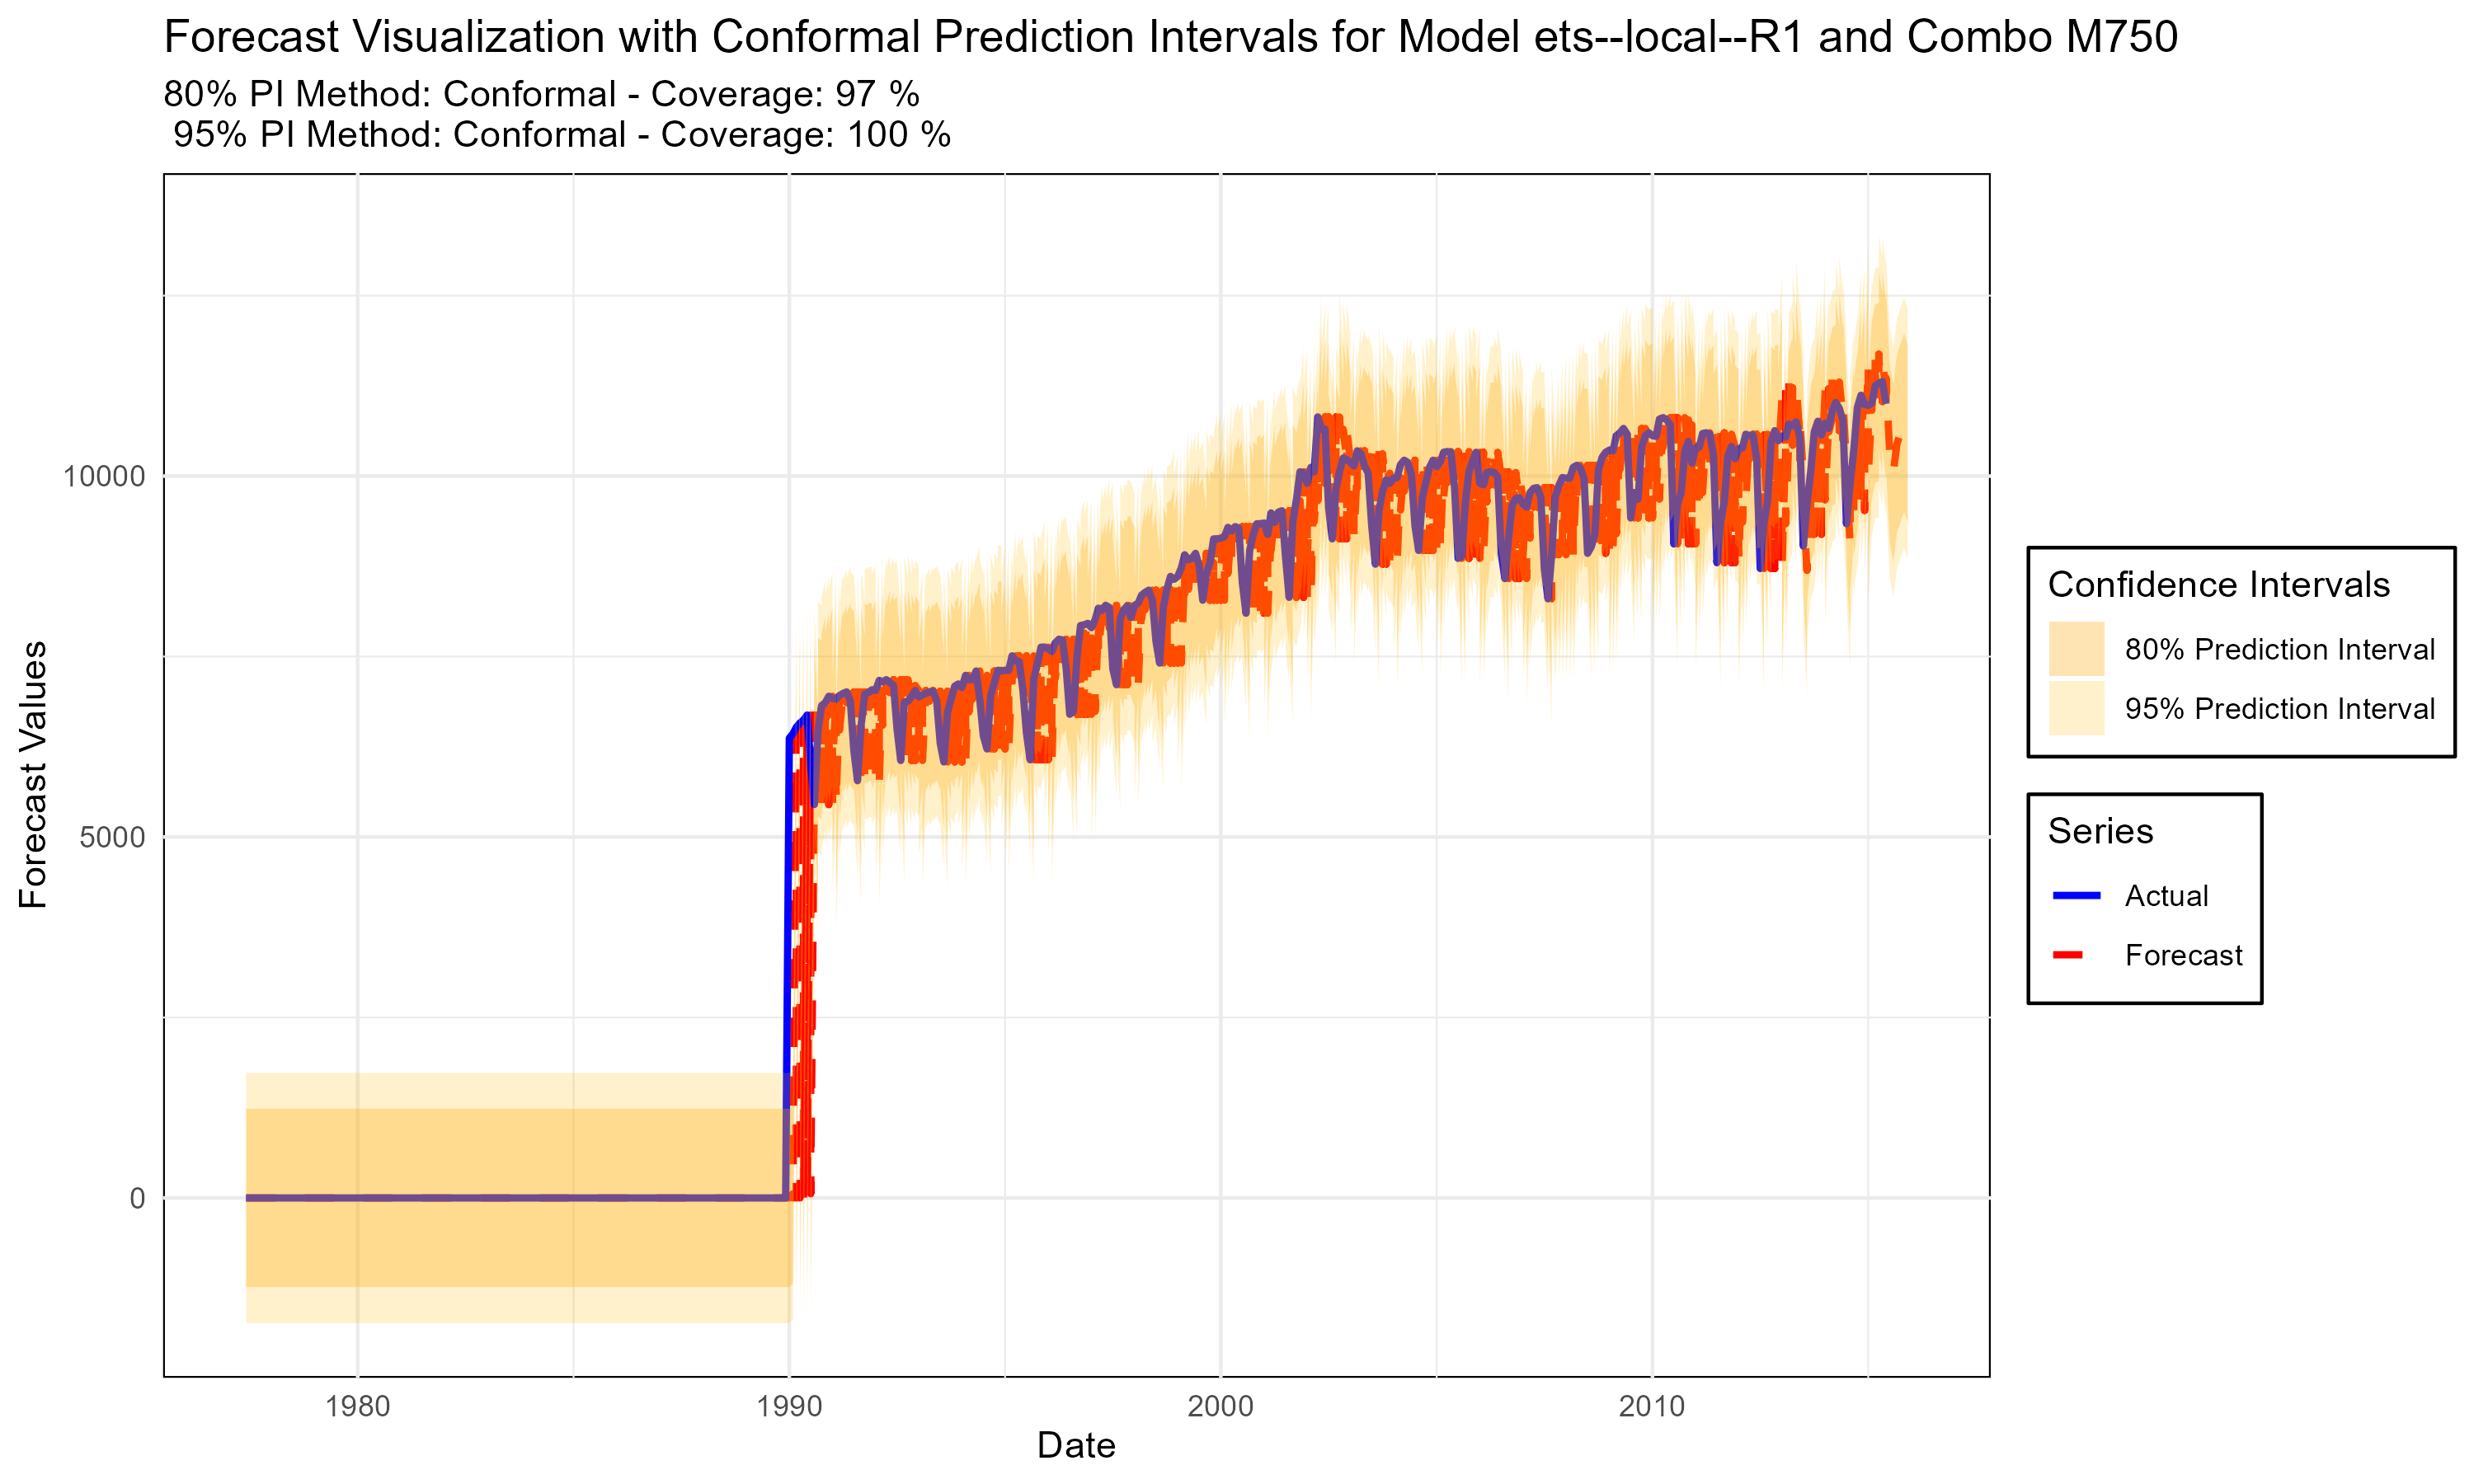 Forecast Visualization with Conformal Prediction Intervals for Model ets--local--R1 and Combo M750
80% PI Method: Conformal - Coverage: 97 %
95% PI Method: Conformal - Coverage: 100 %
Forecast Values
10000
5000
0
1980
1990
2000
2010
Date
Confidence Intervals
80% Prediction Interval
95% Prediction Interval
Series
Actual
Forecast